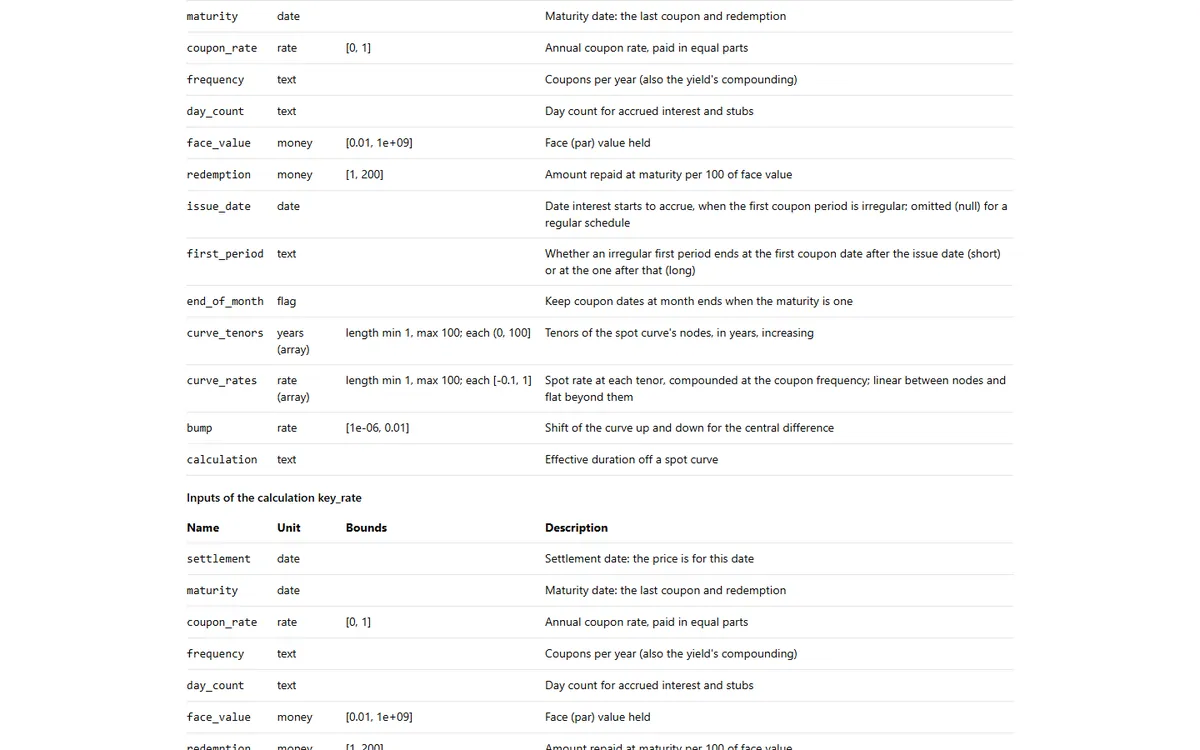 maturity date Maturity date: the last coupon and redemption
coupon_rate rate [0, 1] Annual coupon rate, paid in equal parts
frequency text Coupons per year (also the yield's compounding)
day_count text Day count for accrued interest and stubs
face_value money [0.01, 1e+09] Face (par) value held
redemption money [1, 200] Amount repaid at maturity per 100 of face value
issue_date date Date interest starts to accrue, when the first coupon period is irregular; omitted (null) for a
regular schedule
first_period text Whether an irregular first period ends at the first coupon date after the issue date (short)
or at the one after that (long)
end_of_month flag Keep coupon dates at month ends when the maturity is one
curve_tenors years length min 1, max 100; each (0, 100] Tenors of the spot curve's nodes, in years, increasing
(array)
curve_rates rate length min 1, max 100; each [-0.1, 1] Spot rate at each tenor, compounded at the coupon frequency; linear between nodes and
(array) flat beyond them
bump rate [1e-06, 0.01] Shift of the curve up and down for the central difference
calculation text Effective duration off a spot curve
Inputs of the calculation key_rate
Name Unit Bounds Description
settlement date Settlement date: the price is for this date
maturity date Maturity date: the last coupon and redemption
coupon_rate rate [0, 1] Annual coupon rate, paid in equal parts
frequency text Coupons per year (also the yield's compounding)
day_count text Day count for accrued interest and stubs
face_value money [0.01, 1e+09] Face (par) value held
redemption money [1, 200] Amount repaid at maturity per 100 of face value